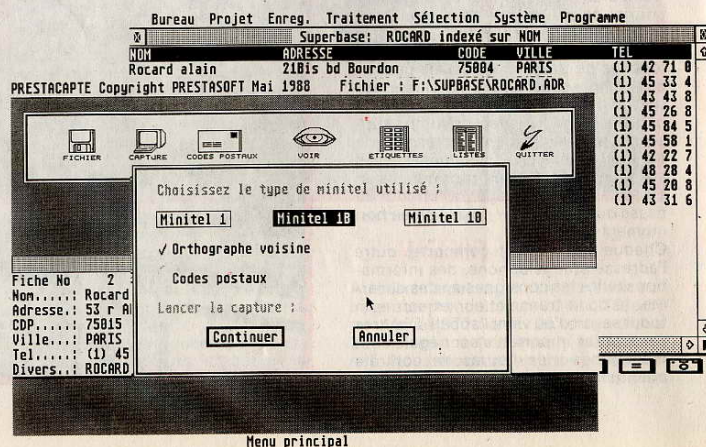 Bureau Projet Enreg. Traitement Sélection Système Programme
Superbase: ROCARD indexé sur NOM
NOM ADRESSE CODE VILLE TEL
Rocard alain 21Bis bd Bourdon 75004 PARIS (1) 42 71 0
(1) 45 33 4
(1) 43 43 8
(1) 45 26 8
(1) 45 84 5
(1) 45 58 1
(1) 42 22 7
(1) 48 28 4
(1) 45 20 8
(1) 43 31 6
PRESTACAPTE Copyright PRESTASOFT Mai 1988 Fichier : F:\SUPBASE\ROCARD.ADR
FICHIER CAPTURE CODES POSTAUX VOIR ETIQUETTES LISTES QUITTER
Choisissez le type de minitel utilisé :
Minitel 1 Minitel 1B Minitel 10
√ Orthographe voisine
Codes postaux
Lancer la capture :
Continuer Annuler
Fiche No 2
Nom.....: Rocard
Adresse.: 53 r Al
CDP.....: 75015
Ville...: PARIS
Tel.....: (1) 45
Divers..: ROCARD
Menu principal